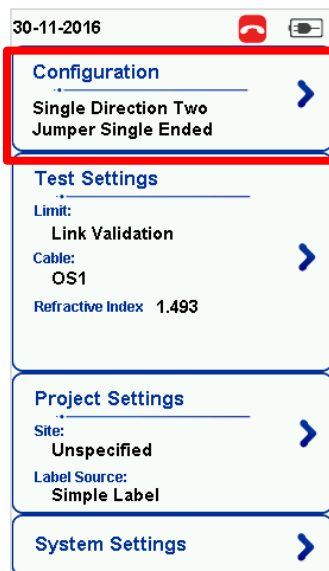 30-11-2016
Configuration
Single Direction Two
Jumper Single Ended
Test Settings
Limit:
Link Validation
Cable:
OS1
Refractive Index 1.493
Project Settings
Site:
Unspecified
Label Source:
Simple Label
System Settings